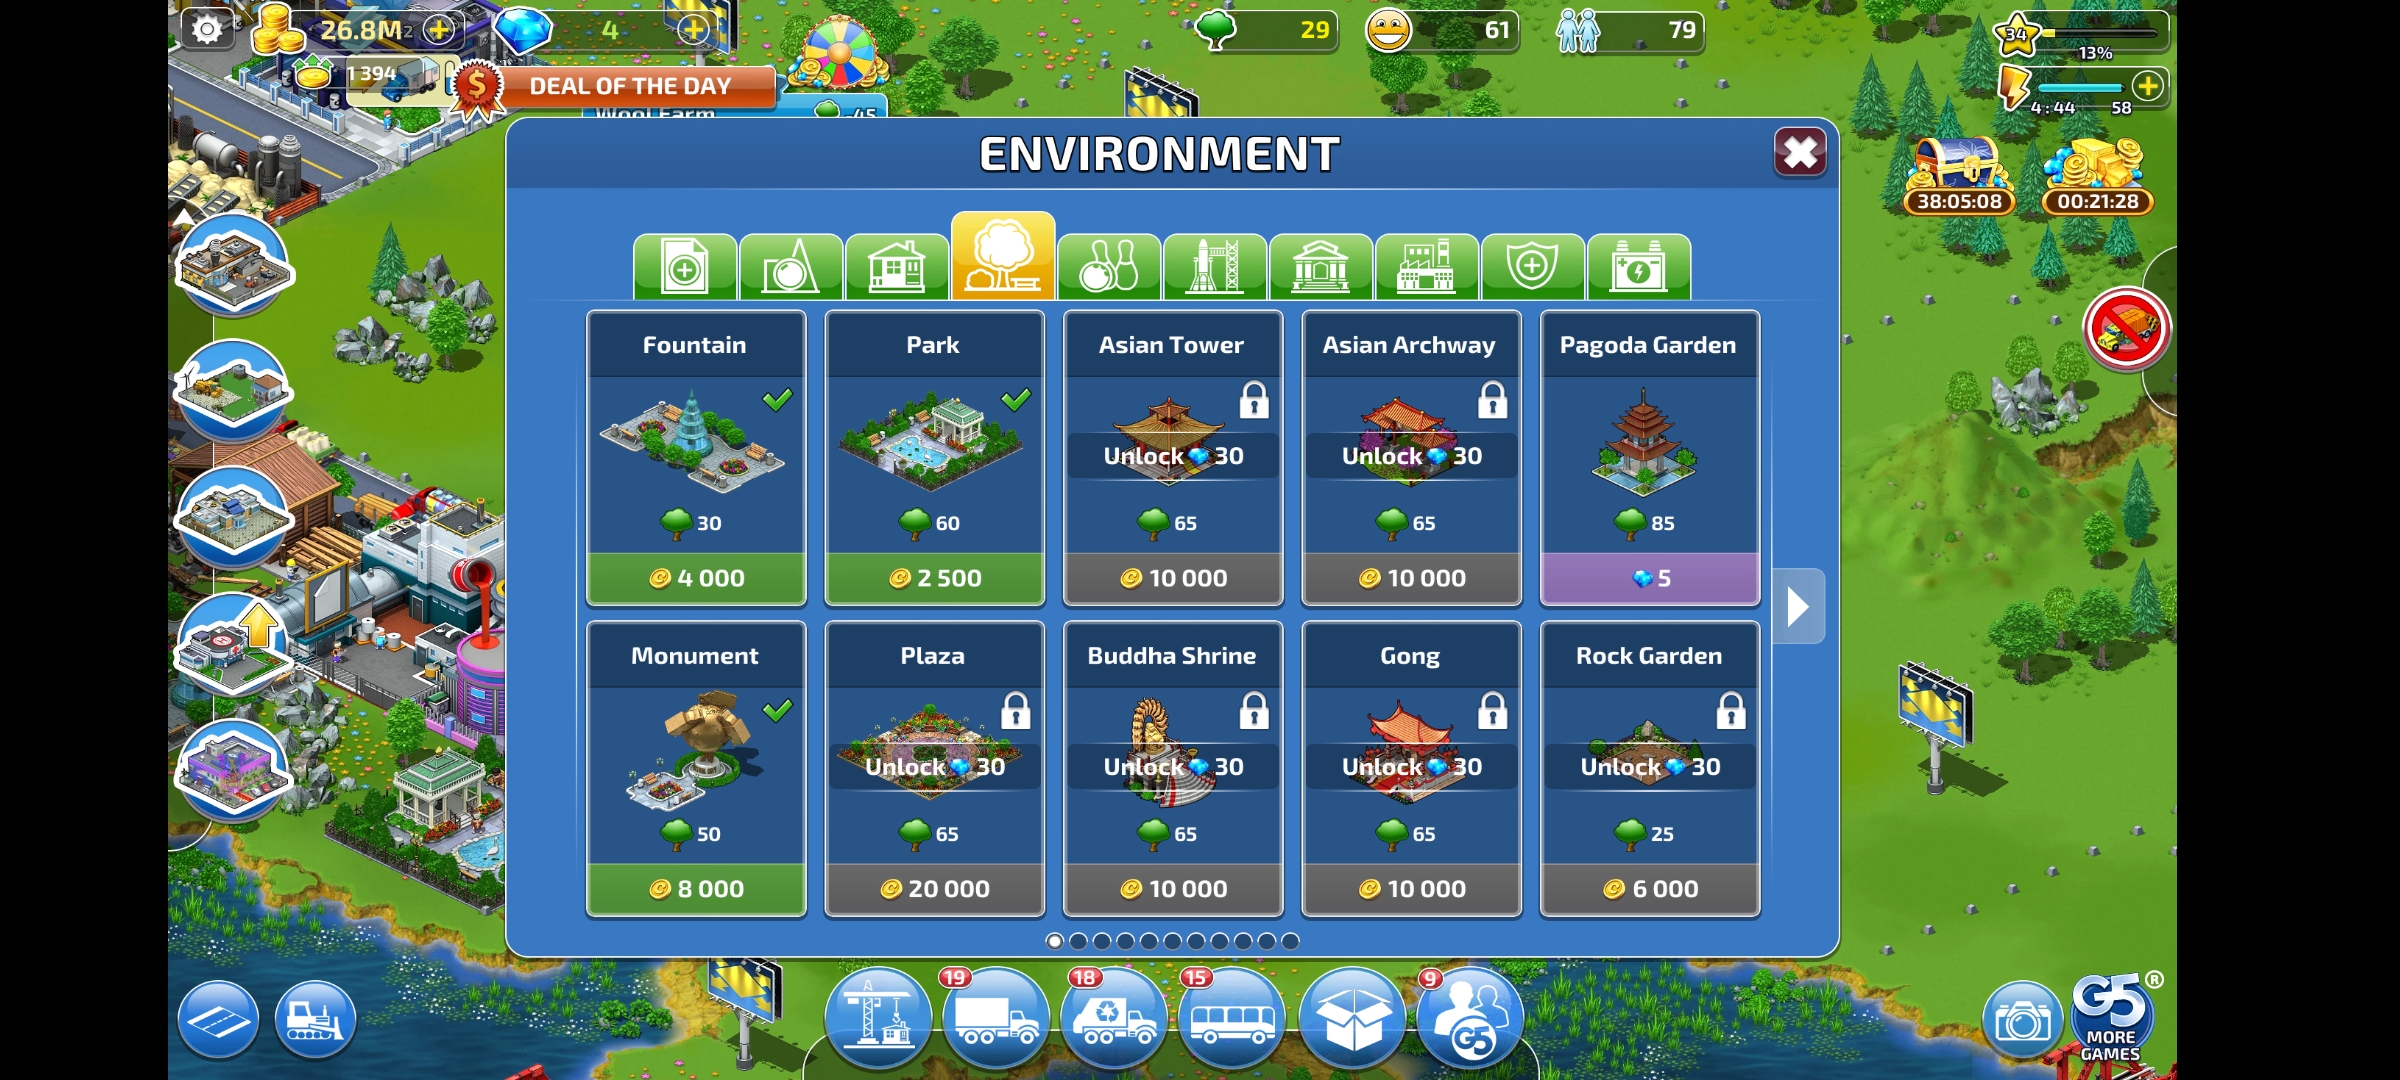 26.8M
4
29
61
79
34
13%
1 394
DEAL OF THE DAY
4:44
58
Wool Farm
-45
ENVIRONMENT
38:05:08
00:21:28
Fountain
Park
Asian Tower
Asian Archway
Pagoda Garden
Unlock 30
Unlock 30
30
60
65
65
85
4 000
2 500
10 000
10 000
5
Monument
Plaza
Buddha Shrine
Gong
Rock Garden
Unlock 30
Unlock 30
Unlock 30
Unlock 30
50
65
65
65
25
8 000
20 000
10 000
10 000
6 000
19
18
15
9
G5
G5®
MORE
GAMES